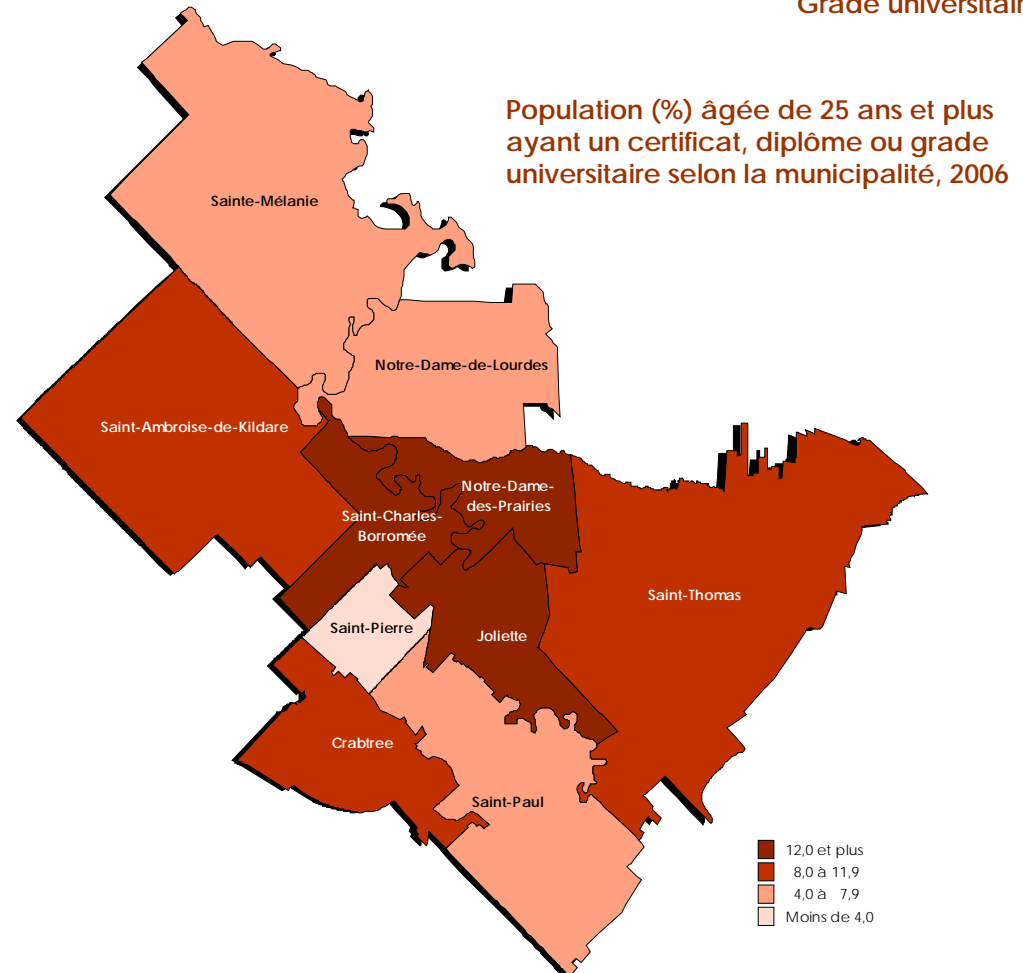 Grade universitair
Population (%) âgée de 25 ans et plus
ayant un certificat, diplôme ou grade
universitaire selon la municipalité, 2006
Sainte-Mélanie
Notre-Dame-de-Lourdes
Saint-Ambroise-de-Kildare
Notre-Dame-
des-Prairies
Saint-Charles-
Borromée
Saint-Thomas
Saint-Pierre
Joliette
Crabtree
Saint-Paul
12,0 et plus
8,0 à 11,9
4,0 à 7,9
Moins de 4,0